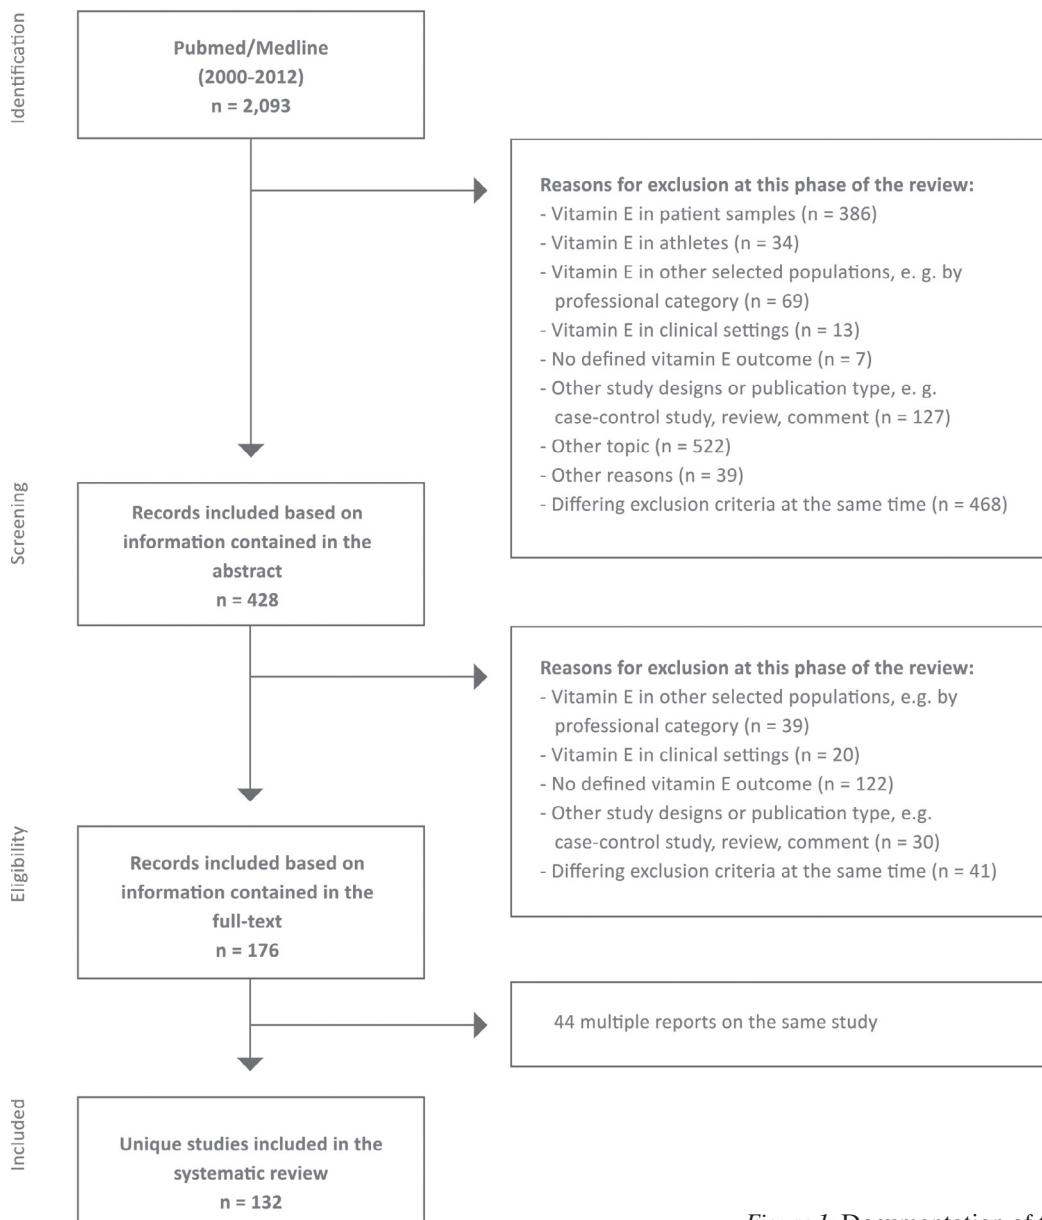 Identification
Pubmed/Medline
(2000-2012)
n = 2,093
Reasons for exclusion at this phase of the review:
- Vitamin E in patient samples (n = 386)
- Vitamin E in athletes (n = 34)
- Vitamin E in other selected populations, e. g. by
professional category (n = 69)
- Vitamin E in clinical settings (n = 13)
- No defined vitamin E outcome (n = 7)
- Other study designs or publication type, e. g.
case-control study, review, comment (n = 127)
- Other topic (n = 522)
- Other reasons (n = 39)
- Differing exclusion criteria at the same time (n = 468)
Screening
Records included based on
information contained in the
abstract
n = 428
Reasons for exclusion at this phase of the review:
- Vitamin E in other selected populations, e.g. by
professional category (n = 39)
- Vitamin E in clinical settings (n = 20)
- No defined vitamin E outcome (n = 122)
- Other study designs or publication type, e.g.
case-control study, review, comment (n = 30)
- Differing exclusion criteria at the same time (n = 41)
Eligibility
Records included based on
information contained in the
full-text
n = 176
44 multiple reports on the same study
Included
Unique studies included in the
systematic review
n = 132
Figure 1. Documentation of